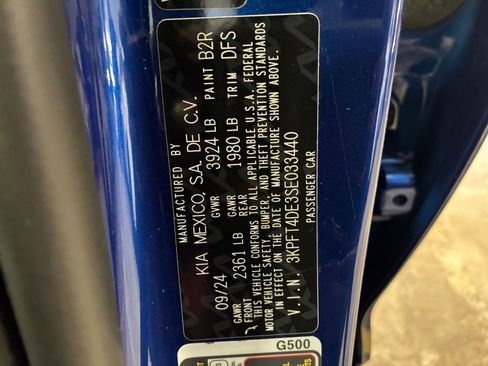 MANUFACTURED BY
KIA MEXICO, S.A. DE C.V.
09/24 GVWR 3924 LB PAINT B2R
GAWR FRONT 2361 LB GAWR REAR 1980 LB TRIM DFS
THIS VEHICLE CONFORMS TO ALL APPLICABLE U.S.A. FEDERAL
MOTOR VEHICLE SAFETY, BUMPER, AND THEFT PREVENTION STANDARDS
IN EFFECT ON THE DATE OF MANUFACTURE SHOWN ABOVE.
V.I.N. 3KPFT4DE3SE033440
PASSENGER CAR
G500